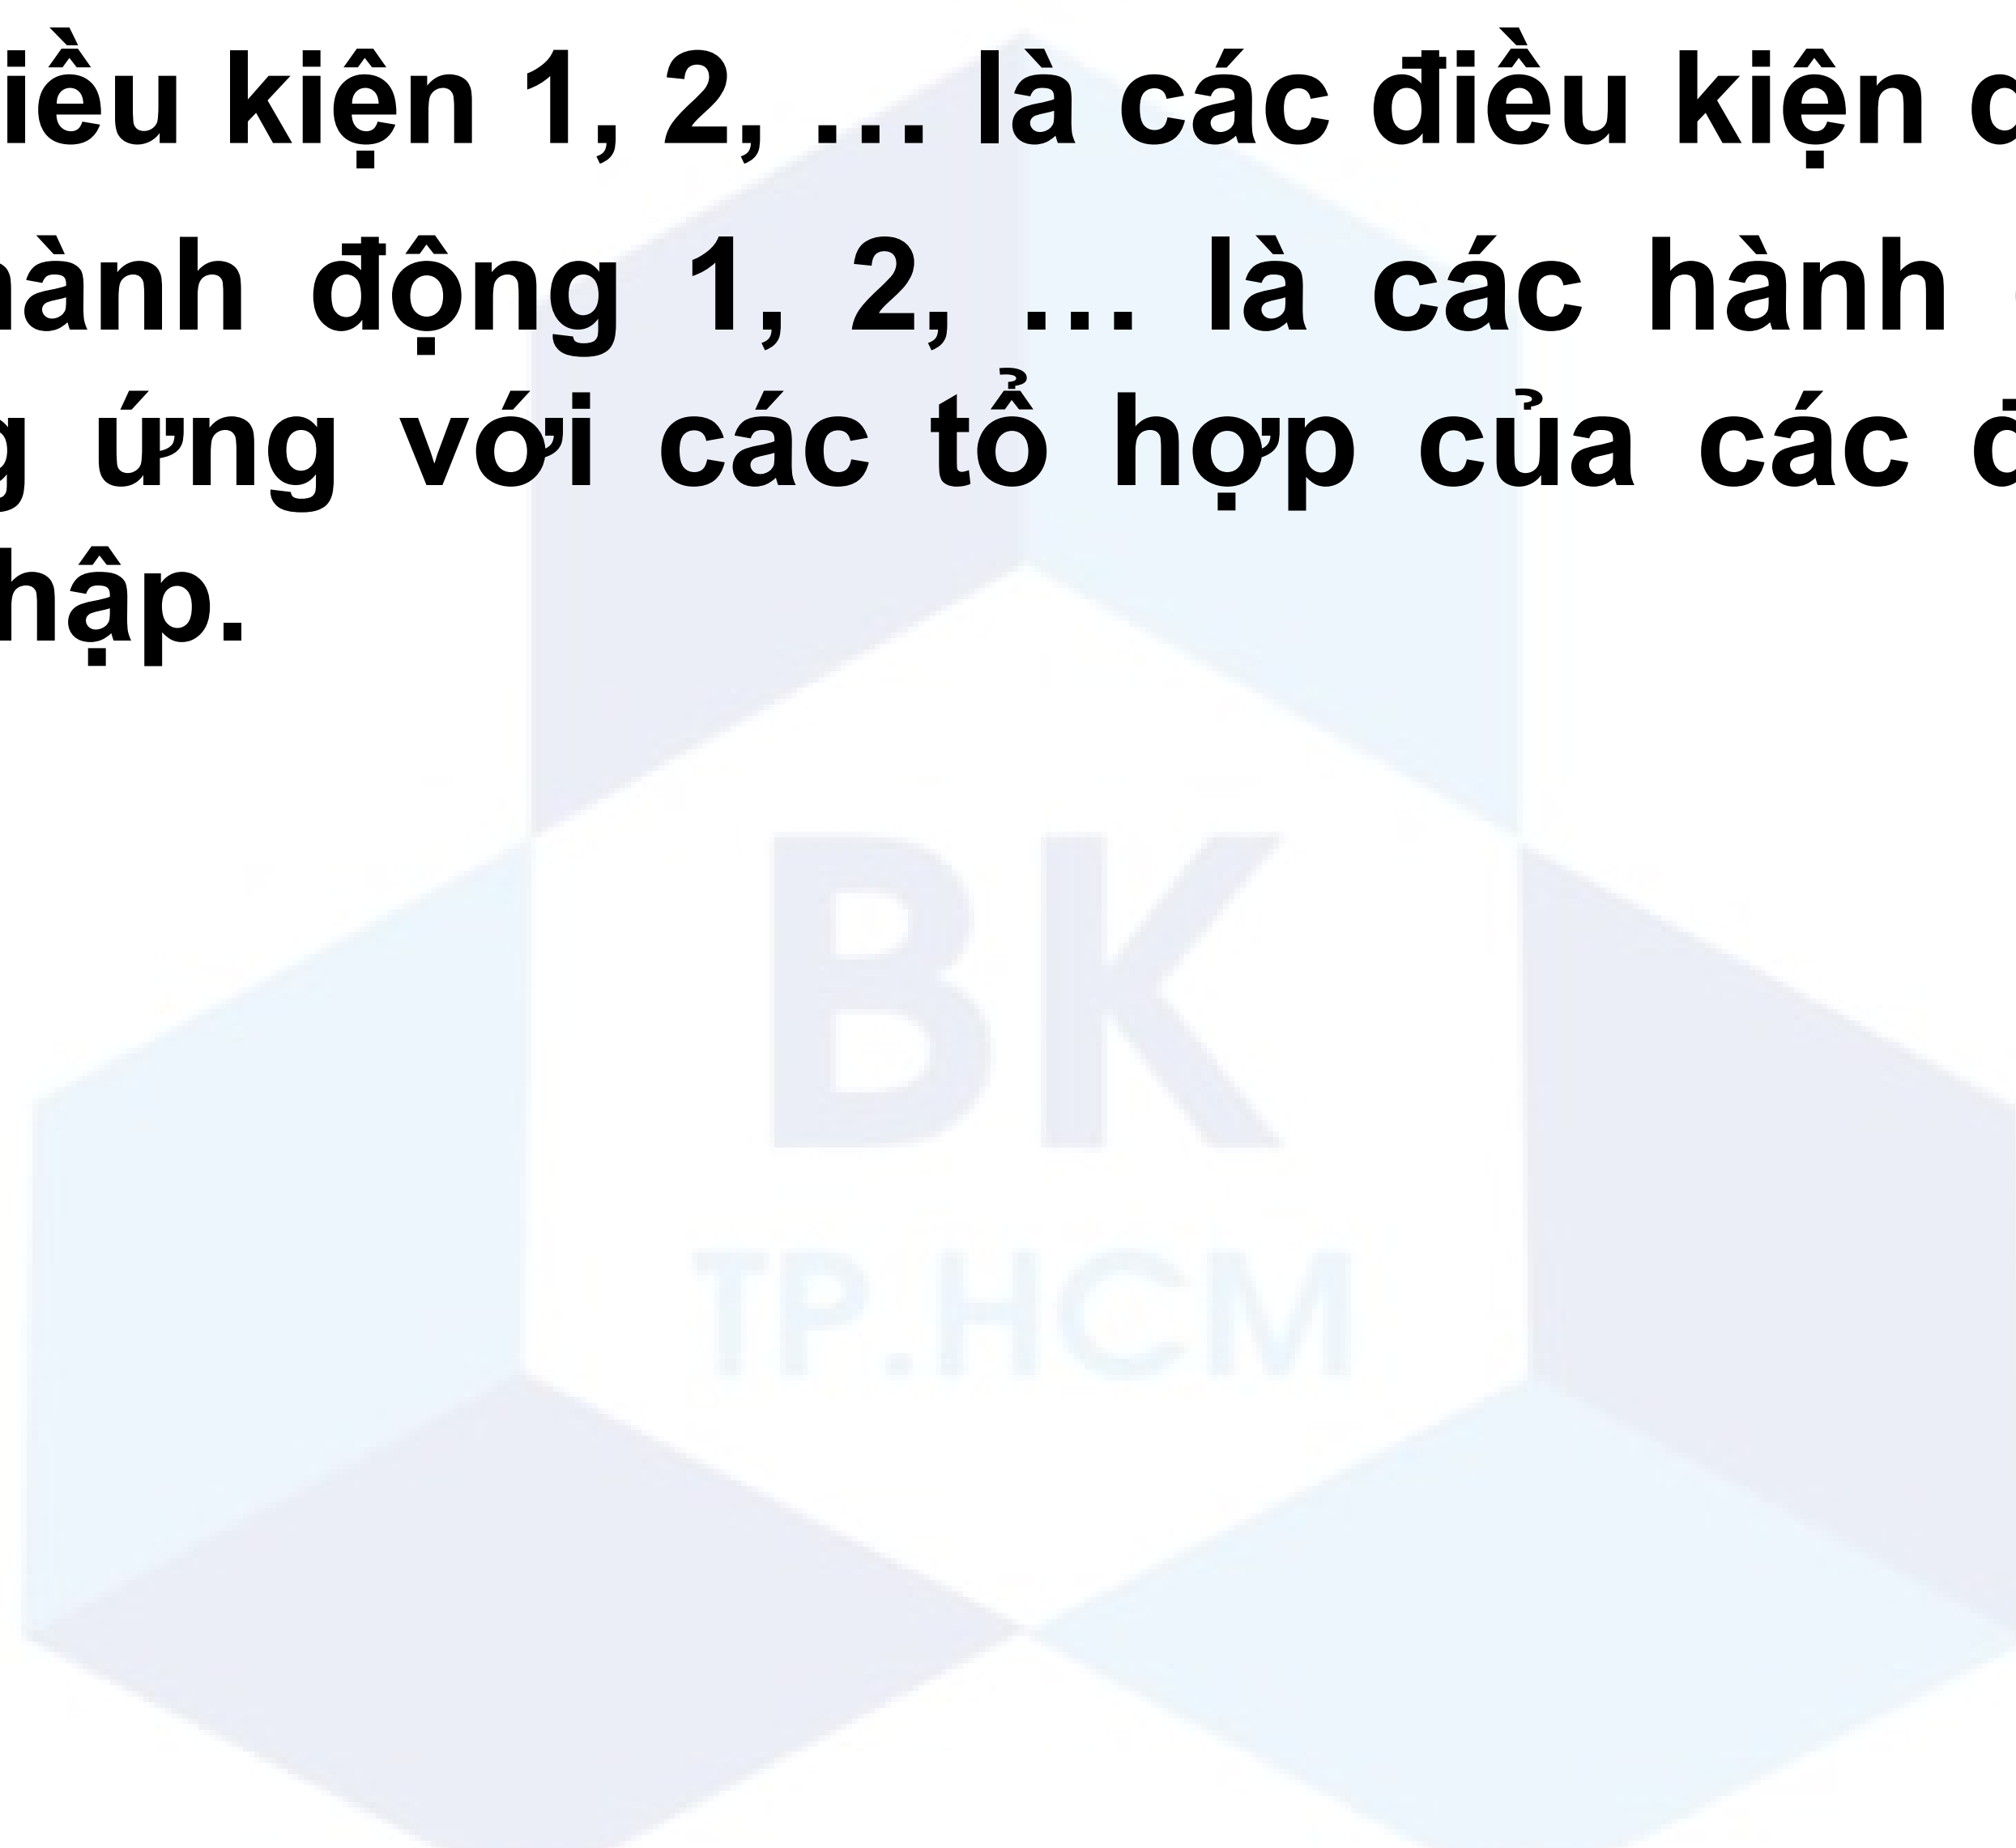 iều kiện 1, 2, … là các điều kiện
ành động 1, 2, … là các hành
ứng với các tổ hợp của các
hập.
BK
TP.HCM